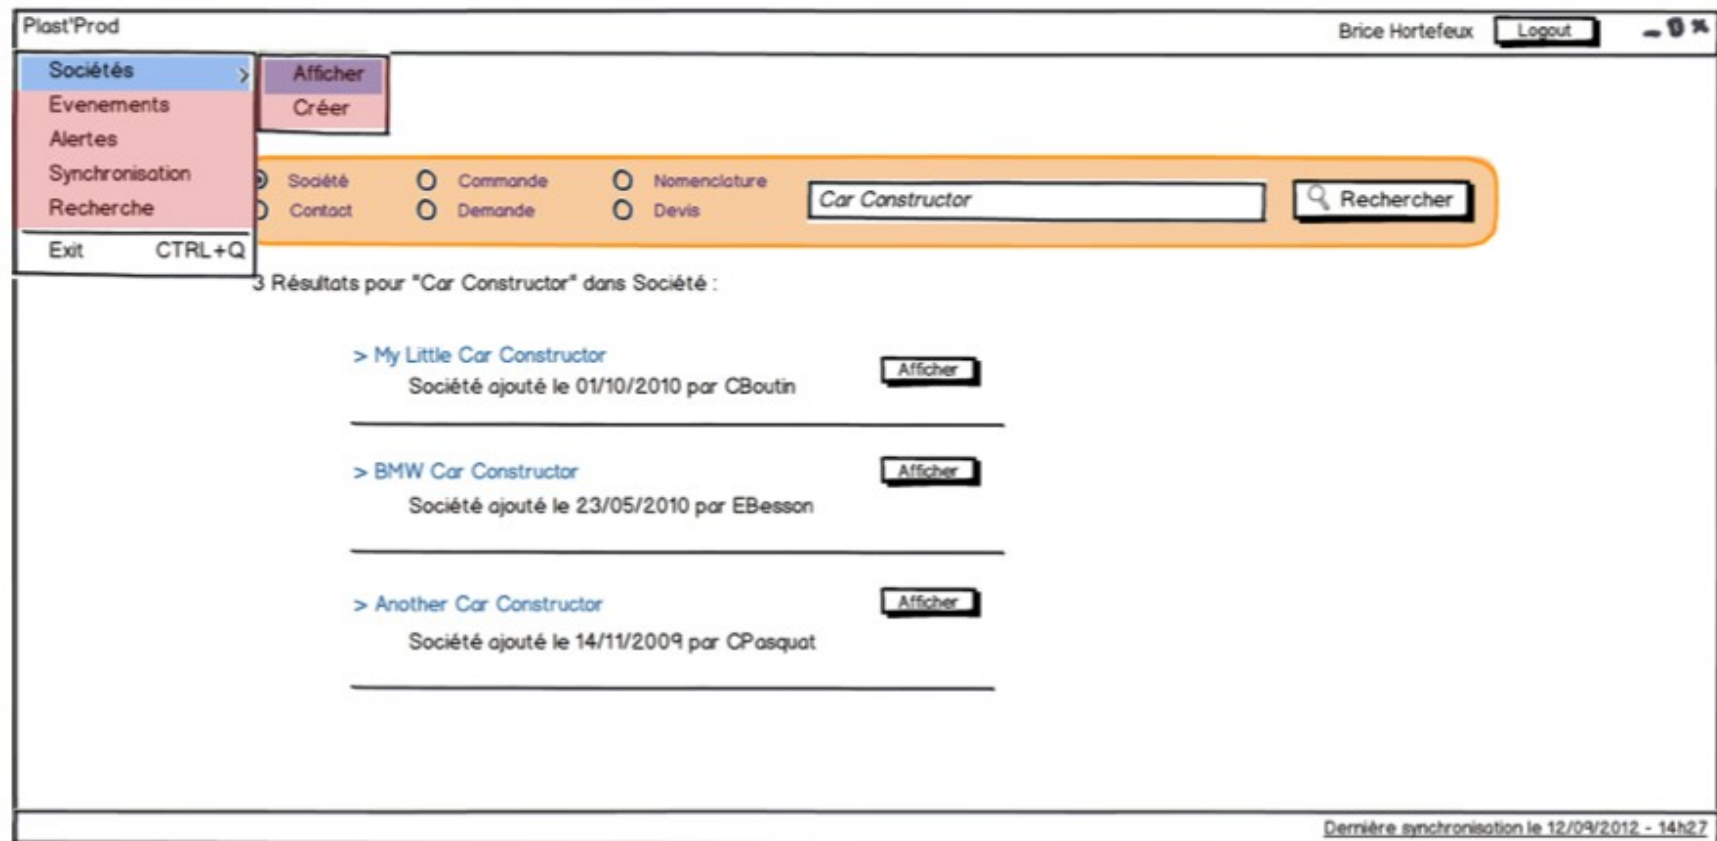 Plast'Prod
Brice Hortefeux Logout
Sociétés > Afficher
Evenements Créer
Alertes
Synchronisation
Recherche
Exit CTRL+Q
Société Commande Nomenclature
Contact Demande Devis
Car Constructor
Rechercher
3 Résultats pour "Car Constructor" dans Société :
> My Little Car Constructor
Afficher
Société ajouté le 01/10/2010 par CBoutin
> BMW Car Constructor
Afficher
Société ajouté le 23/05/2010 par EBesson
> Another Car Constructor
Afficher
Société ajouté le 14/11/2009 par CPasquat
Dernière synchronisation le 12/09/2012 - 14h27